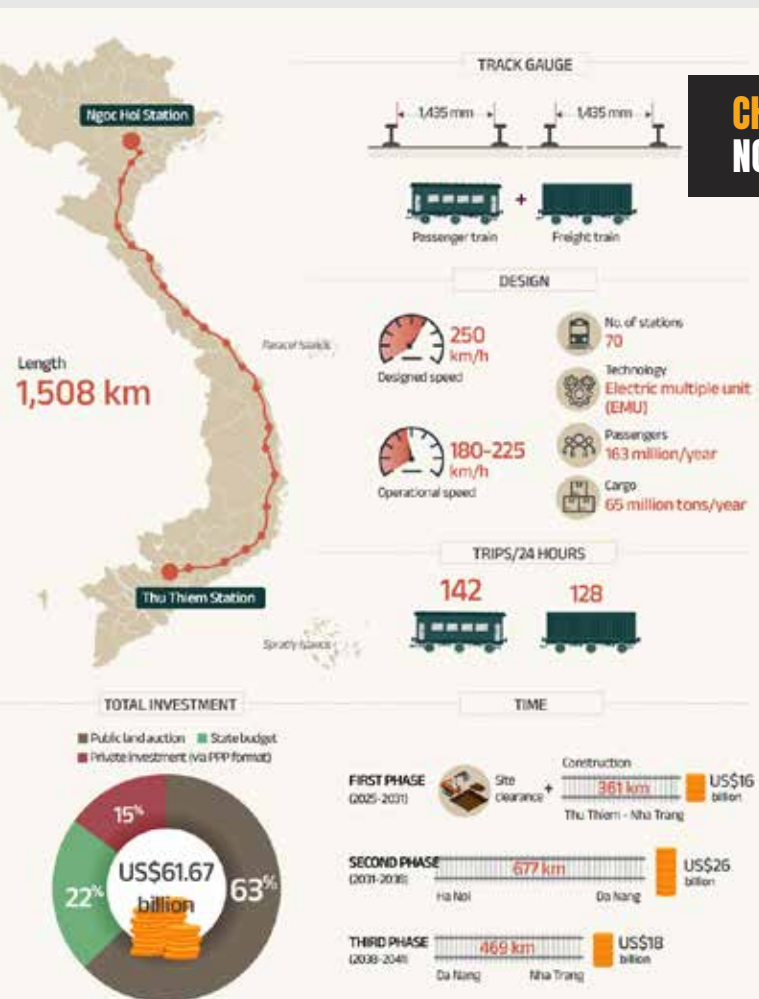 TRACK GAUGE
1,435 mm
1,435 mm
Passenger train
+
Freight train
CH
NO
Ngoc Hoi Station
Length
1,508 km
Paracel Islands
Thu Thiem Station
Spratly Islands
DESIGN
250
km/h
Designed speed
180-225
km/h
Operational speed
No. of stations
70
Technology
Electric multiple unit
(EMU)
Passengers
163 million/year
Cargo
65 million tons/year
TRIPS/24 HOURS
142
128
TOTAL INVESTMENT
Public land auction
State budget
Private investment (via PPP format)
15%
22%
63%
US$61.67
billion
TIME
FIRST PHASE
(2025-2031)
Site
clearance
+
Construction
361 km
Thu Thiem - Nha Trang
US$16
billion
SECOND PHASE
677 km
Ha Noi
Da Nang
US$26
billion
THIRD PHASE
(2038-2041)
469 km
Da Nang
Nha Trang
US$18
billion